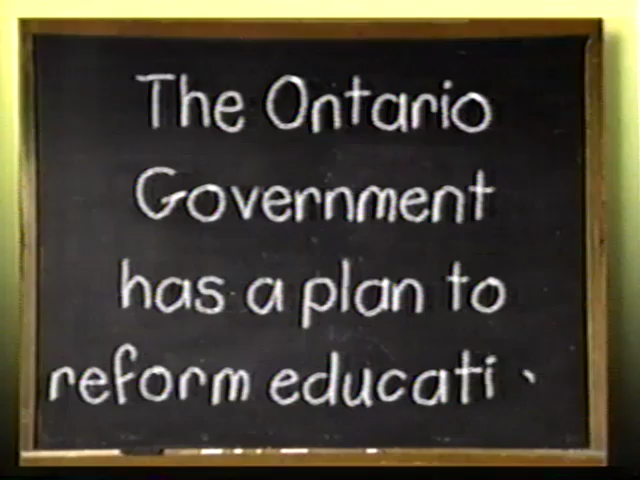 The Ontario
Government
has a plan to
reform educati